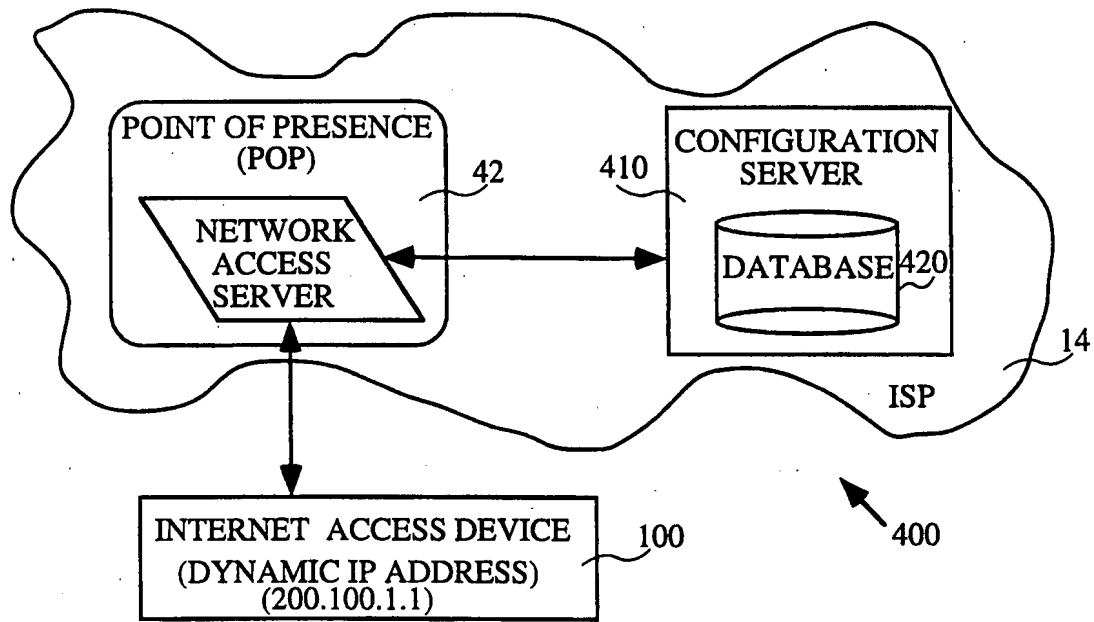 POINT OF PRESENCE
(POP)
42
NETWORK
ACCESS
SERVER
CONFIGURATION
SERVER
410
DATABASE
420
14
ISP
INTERNET ACCESS DEVICE
(DYNAMIC IP ADDRESS)
(200.100.1.1)
100
400